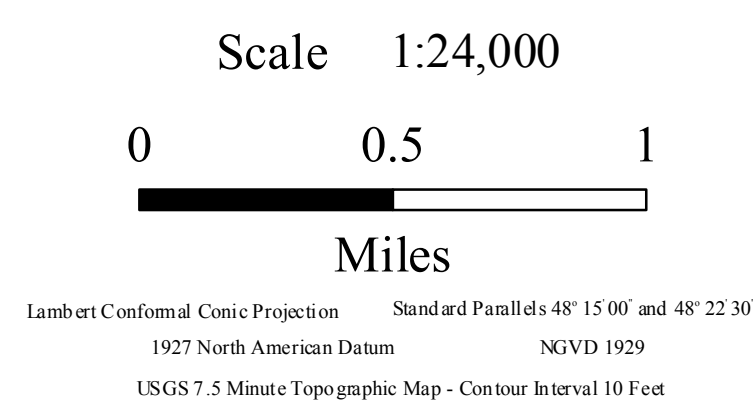 Scale 1:24,000
0 0.5 1
Miles
Lambert Conformal Conic Projection Standard Parallels 48° 15' 00" and 48° 22' 30"
1927 North American Datum NGVD 1929
USGS 7.5 Minute Topographic Map - Contour Interval 10 Feet